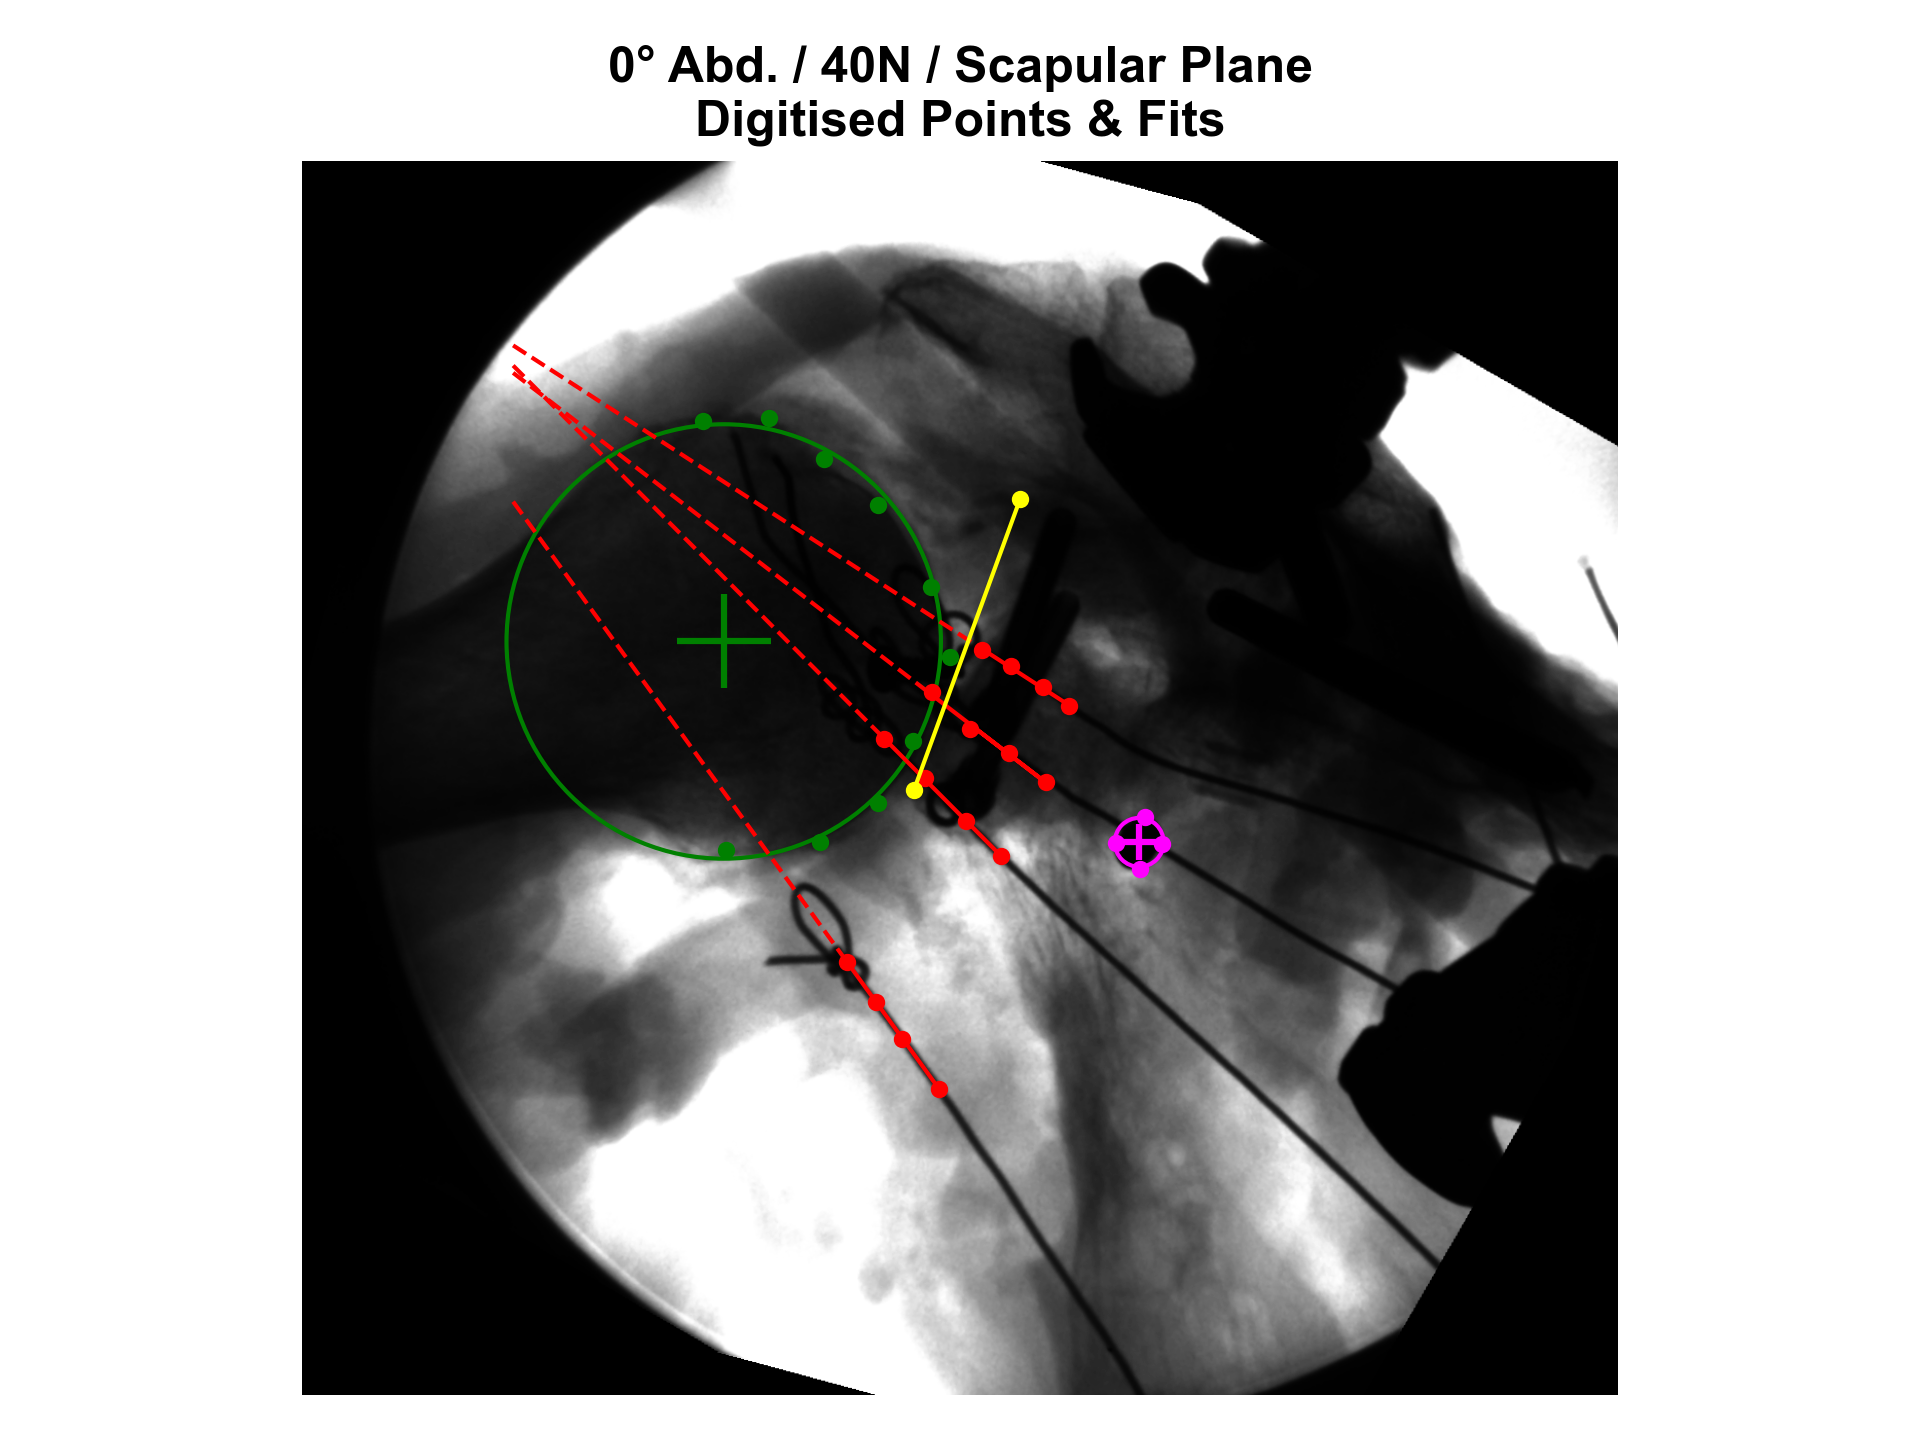 0° Abd. / 40N / Scapular Plane
Digitised Points & Fits